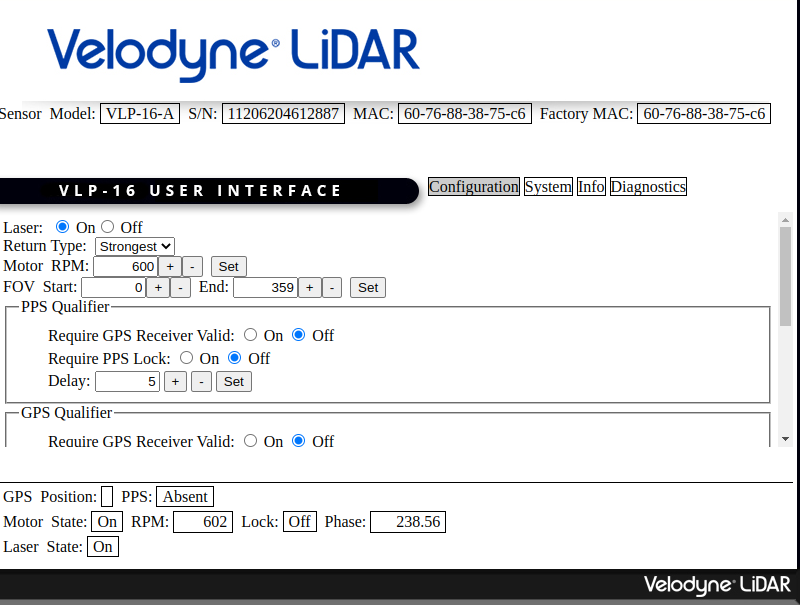 Velodyne® LiDAR
Sensor Model: VLP-16-A S/N: 11206204612887 MAC: 60-76-88-38-75-c6 Factory MAC: 60-76-88-38-75-c6
VLP-16 USER INTERFACE Configuration System Info Diagnostics
Laser: On Off
Return Type: Strongest
Motor RPM: 600 + - Set
FOV Start: 0 + - End: 359 + - Set
PPS Qualifier
Require GPS Receiver Valid: On Off
Require PPS Lock: On Off
Delay: 5 + - Set
GPS Qualifier
Require GPS Receiver Valid: On Off
GPS Position: PPS: Absent
Motor State: On RPM: 602 Lock: Off Phase: 238.56
Laser State: On
Velodyne® LiDAR